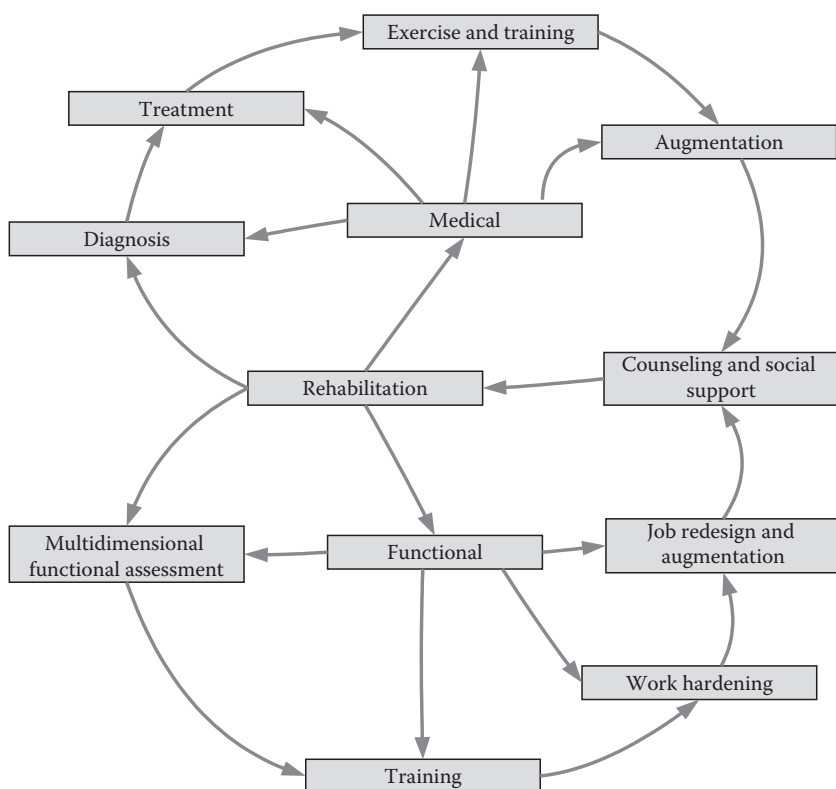 Exercise and training
Treatment
Augmentation
Medical
Diagnosis
Counseling and social
support
Rehabilitation
Multidimensional
functional assessment
Functional
Job redesign and
augmentation
Work hardening
Training